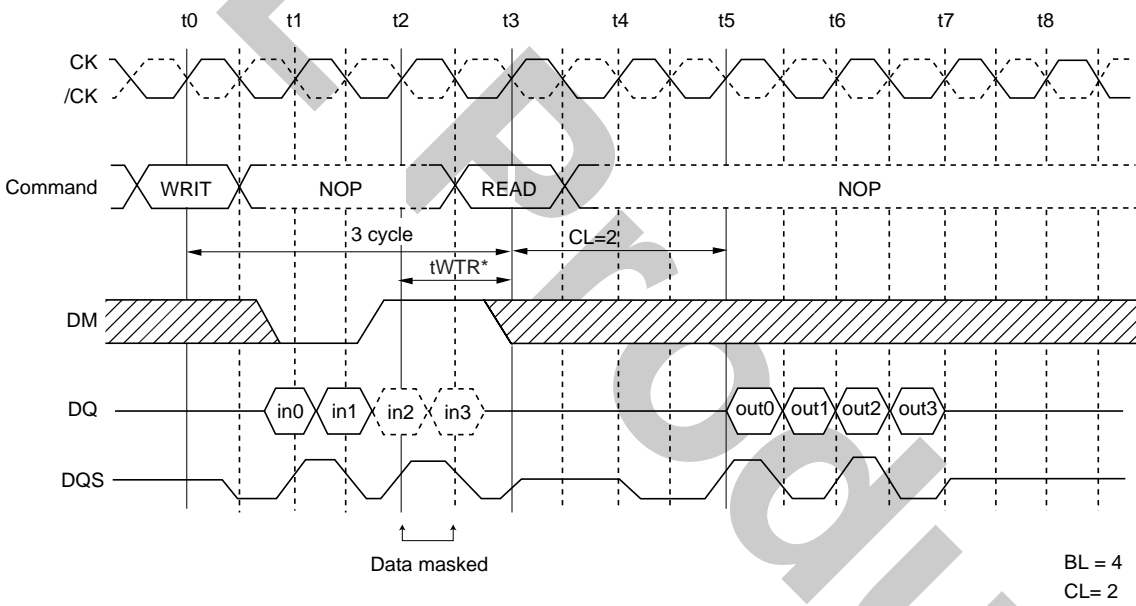 t0 t1 t2 t3 t4 t5 t6 t7 t8
CK
/CK
Command WRIT NOP READ NOP
3 cycle CL=2
tWTR*
DM
DQ in0 in1 in2 in3 out0 out1 out2 out3
DQS
Data masked
BL = 4
CL= 2